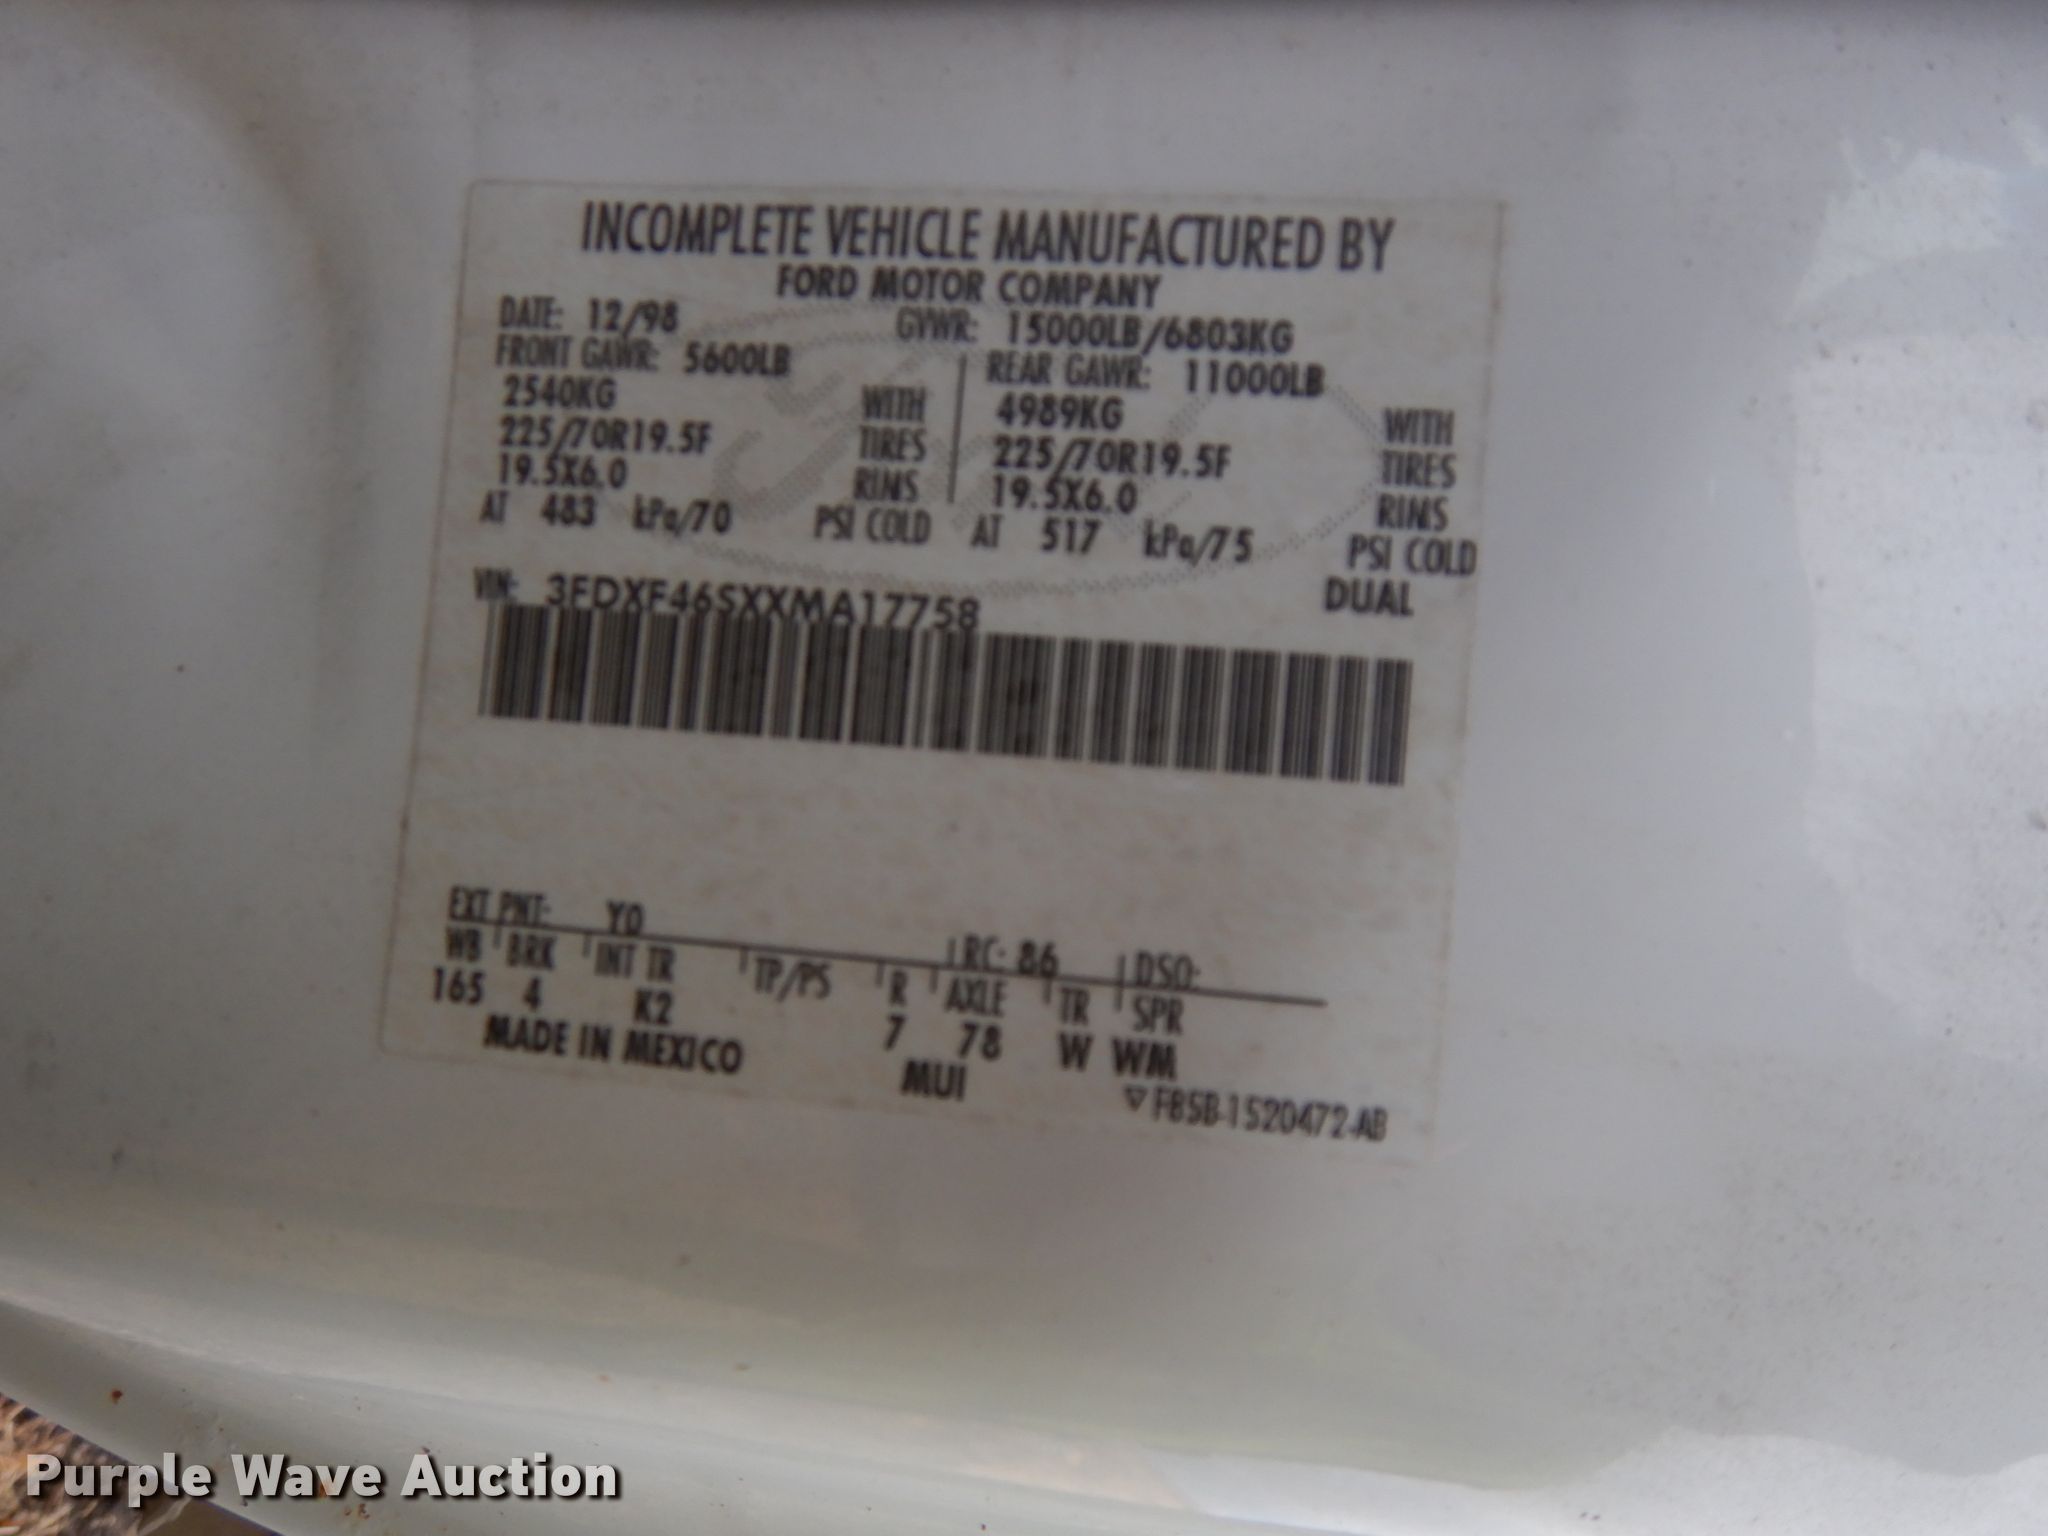 INCOMPLETE VEHICLE MANUFACTURED BY
FORD MOTOR COMPANY
DATE: 12/98 GVWR: 15000LB/6803KG
FRONT GAWR: 5600LB REAR GAWR: 11000LB
2540KG WITH 4989KG WITH
225/70R19.5F TIRES 225/70R19.5F TIRES
19.5X6.0 RIMS 19.5X6.0 RIMS
AT 483 kPa/70 PSI COLD AT 517 kPa/75 PSI COLD
VIN: 3FDXF46SXXMA17758 DUAL
EXT PNT: Y0 RC: 86 DSO:
WB BRK INT TR TP/PS R AXLE TR SPR
165 4 K2 7 78 W WM
MADE IN MEXICO MUI
F85B-1520472-AB
Purple Wave Auction